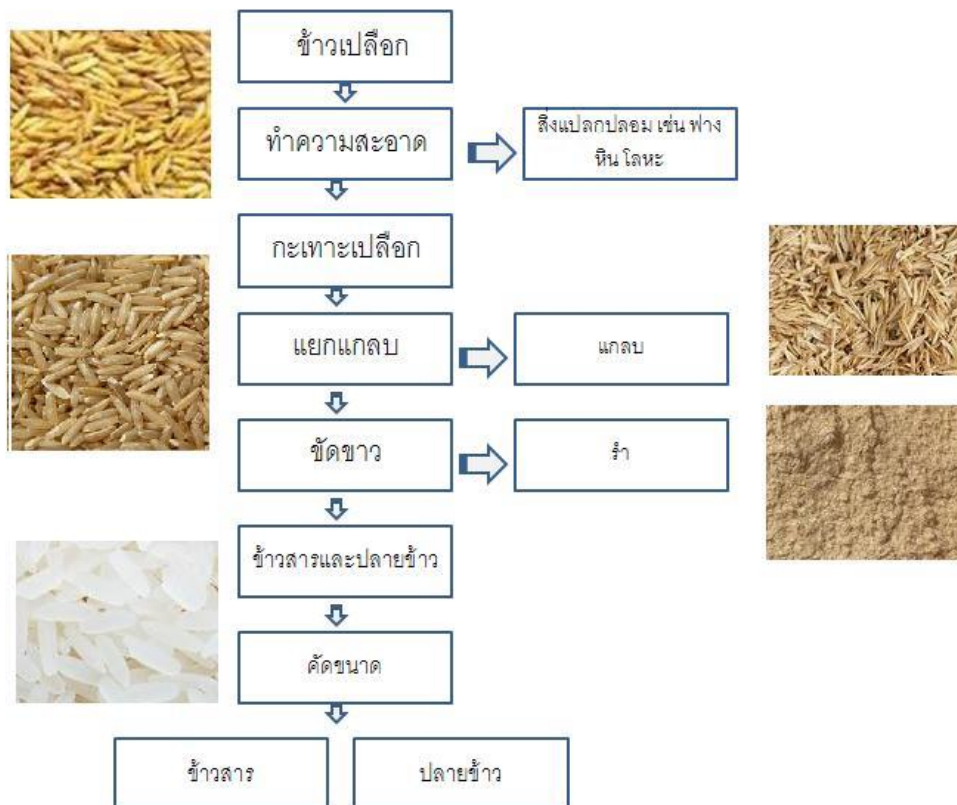 ข้าวเปลือก
ทำความสะอาด
สิ่งแปลกปลอม เช่น ฟาง
หิน โลหะ
กะเทาะเปลือก
แยกแกลบ
แกลบ
ขัดขาว
รำ
ข้าวสารและปลายข้าว
คัดขนาด
ข้าวสาร
ปลายข้าว